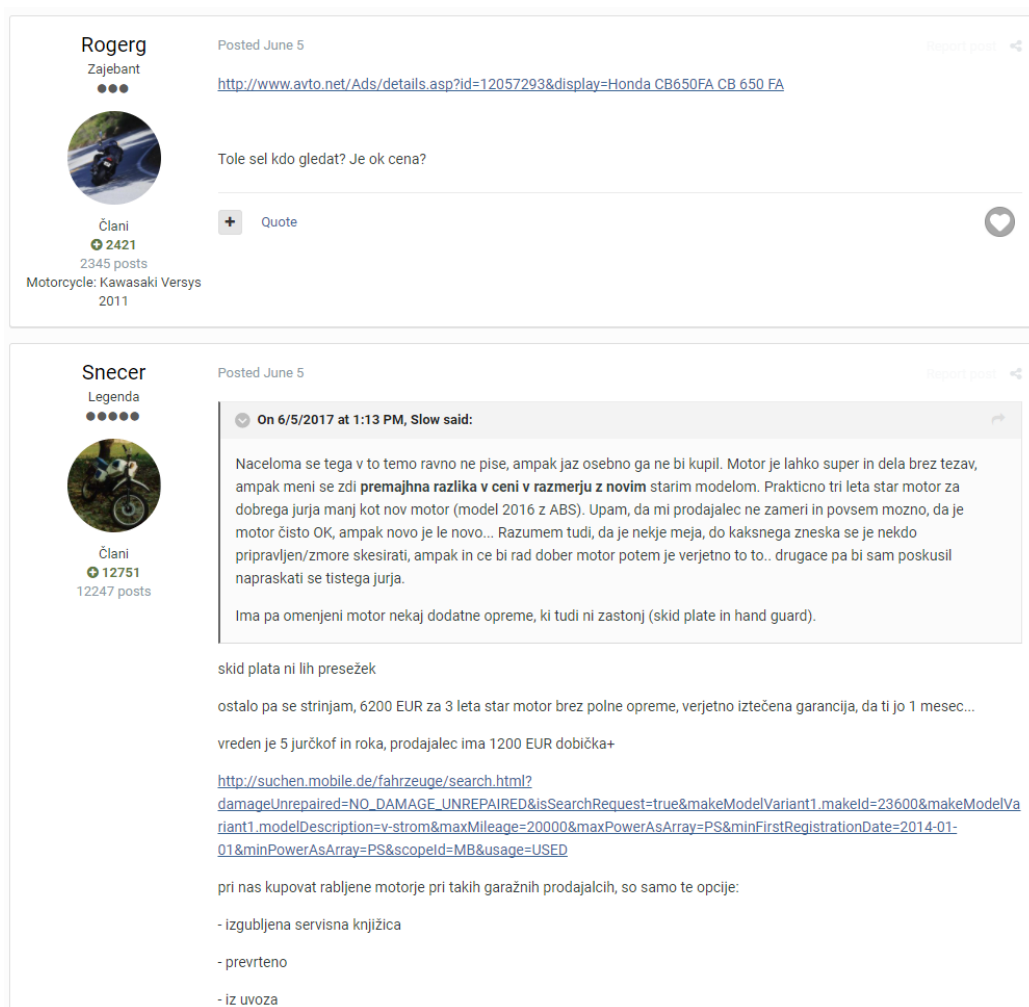 Rogerg
Zajebant
Posted June 5
Report post
http://www.avto.net/Ads/details.asp?id=12057293&display=Honda CB650FA CB 650 FA
Tole sel kdo gledat? Je ok cena?
Člani
2421
2345 posts
Motorcycle: Kawasaki Versys
2011
+ Quote
Snecer
Legenda
Posted June 5
Report post
On 6/5/2017 at 1:13 PM, Slow said:
Naceloma se tega v to temo ravno ne pise, ampak jaz osebno ga ne bi kupil. Motor je lahko super in dela brez tezav,
ampak meni se zdi premajhna razlika v ceni v razmerju z novim starim modelom. Prakticno tri leta star motor za
dobrega jurja manj kot nov motor (model 2016 z ABS). Upam, da mi prodajalec ne zameri in povsem mozno, da je
motor čisto OK, ampak novo je le novo... Razumem tudi, da je nekje meja, do kaksnega zneska se je nekdo
pripravljen/zmore skesirati, ampak in ce bi rad dober motor potem je verjetno to to.. drugace pa bi sam poskusil
napraskati se tistega jurja.
Ima pa omenjeni motor nekaj dodatne opreme, ki tudi ni zastonj (skid plate in hand guard).
Člani
12751
12247 posts
skid plata ni lih presežek
ostalo pa se strinjam, 6200 EUR za 3 leta star motor brez polne opreme, verjetno iztečena garancija, da ti jo 1 mesec...
vreden je 5 jurčkof in roka, prodajalec ima 1200 EUR dobička+
http://suchen.mobile.de/fahrzeuge/search.html?
damageUnrepaired=NO_DAMAGE_UNREPAIRED&isSearchRequest=true&makeModelVariant1.makeId=23600&makeModelVa
riant1.modelDescription=v-strom&maxMileage=20000&maxPowerAsArray=PS&minFirstRegistrationDate=2014-01-
01&minPowerAsArray=PS&scopeId=MB&usage=USED
pri nas kupovat rabljene motorje pri takih garažnih prodajalcih, so samo te opcije:
- izgubljena servisna knjižica
- prevrteno
- iz uvoza